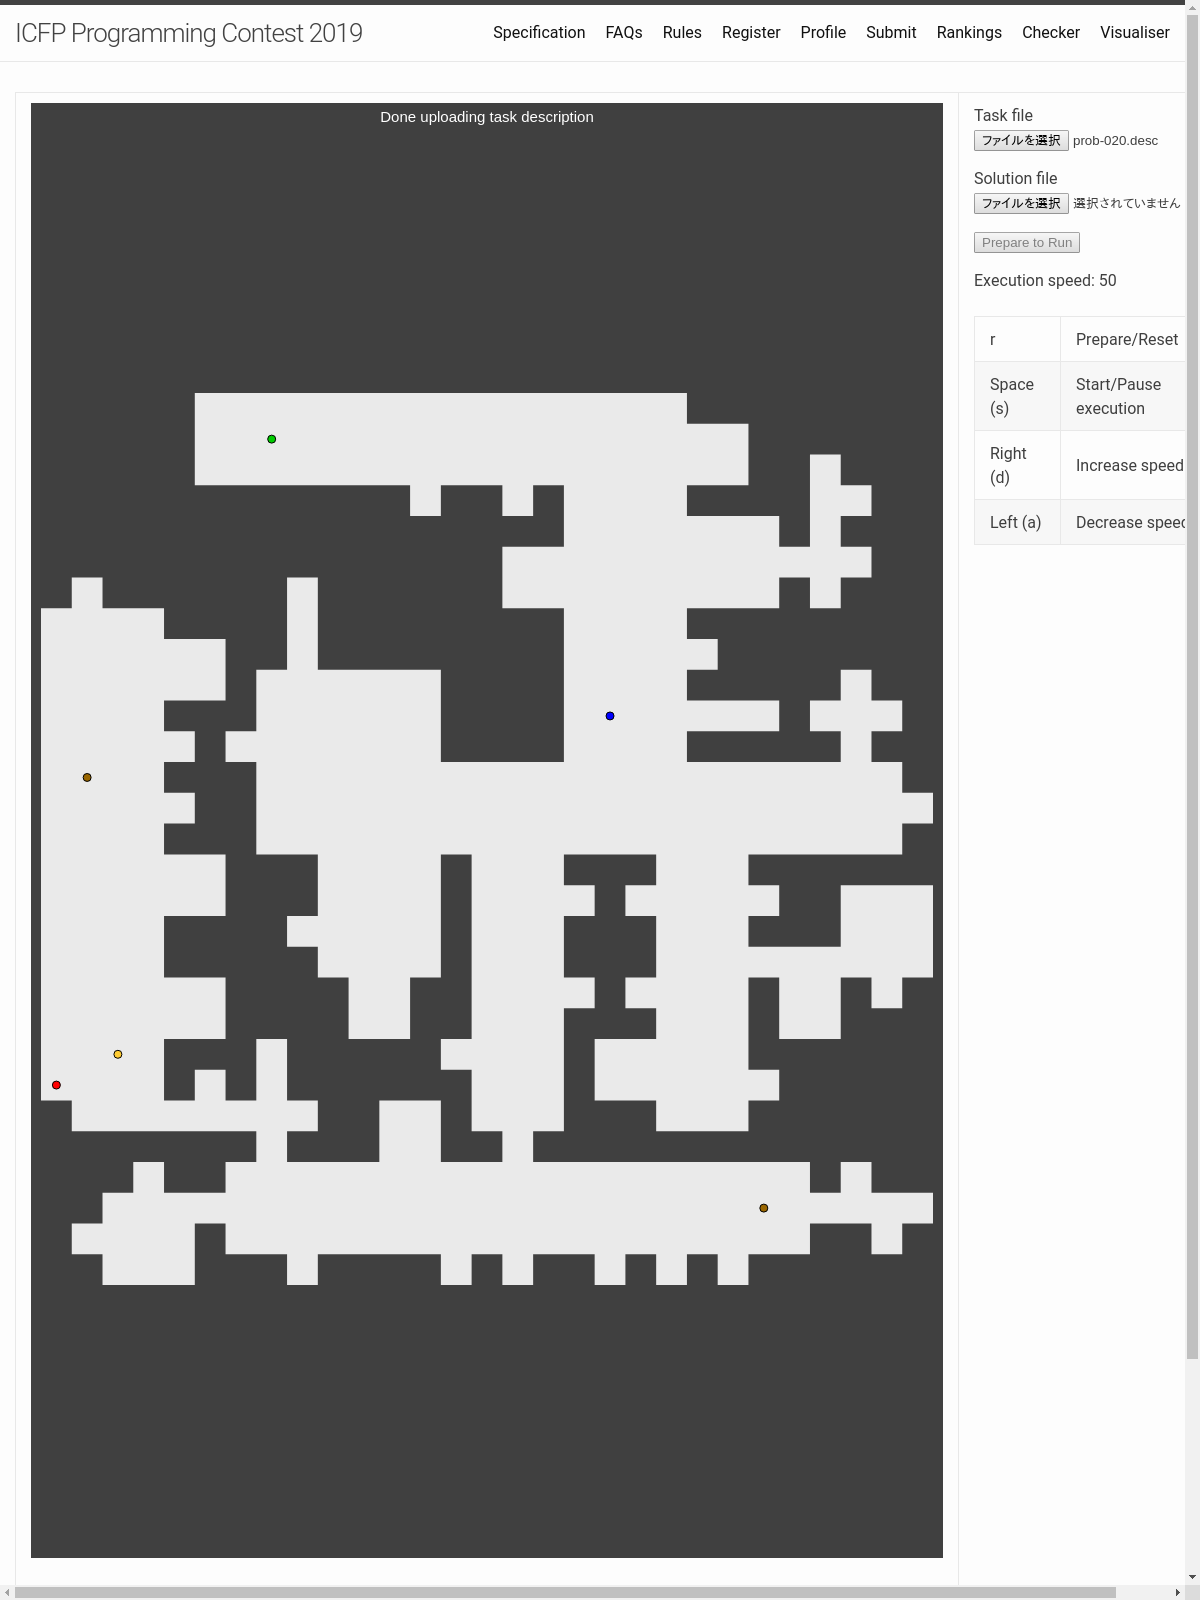 ICFP Programming Contest 2019
Specification FAQs Rules Register Profile Submit Rankings Checker Visualiser
Done uploading task description
Task file
ファイルを選択 prob-020.desc
Solution file
ファイルを選択 選択されていません
Prepare to Run
Execution speed: 50
r Prepare/Reset
Space (s) Start/Pause execution
Right (d) Increase speed
Left (a) Decrease speed